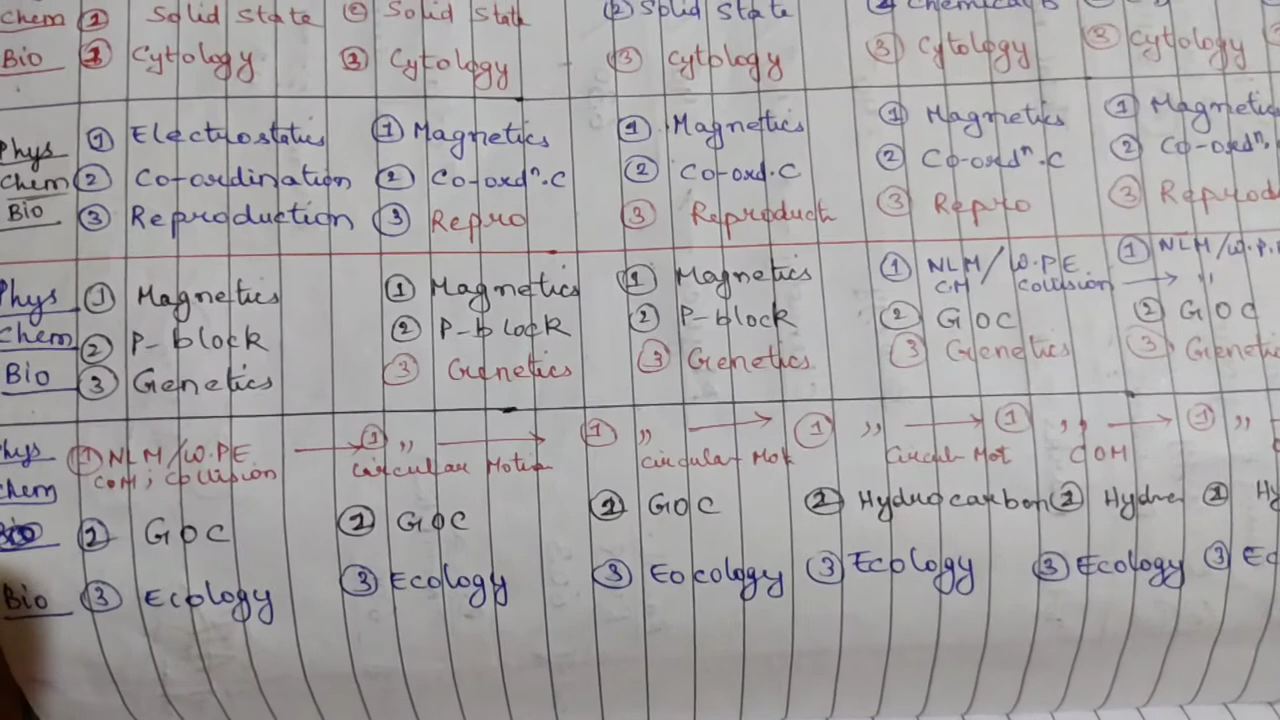 Chem ② Solid State ② Solid Stat ② Solid State
Bio ③ Cytology ③ Cytology ③ Cytology ③ Cytology ③ Cytology
Phys ① Electrostatics ① Magnetics ① Magnetics ① Magnetics ① Magnetic
Chem ② Co-ordination ② Co-ordⁿ.C ② Co-ord.C ② Co-ordⁿ.C ② Co-ordⁿ.
Bio ③ Reproduction ③ Repro ③ Reproduct ③ Repro ③ Reprod
Phys ① Magnetics ① Magnetics ① Magnetics ① NLM/W.P.E ① NLM/W.P.
C.M collision → "
Chem ② P-block ② P-block ② P-block ② GOC ② GOC
Bio ③ Genetics ③ Genetics ③ Genetics ③ Genetics ③ Geneti
Phys ① NLM/W.PE → ① " → ① " → ① " → ① " → ① "
COM; Collision Circular Motion Circular Mot Circul Mot COM
Chem
② GOC ② GOC ② GOC ② Hydrocarbon ② Hydro ② Hy
Bio ③ Ecology ③ Ecology ③ Eocology ③ Ecology ③ Ecology ③ Ec